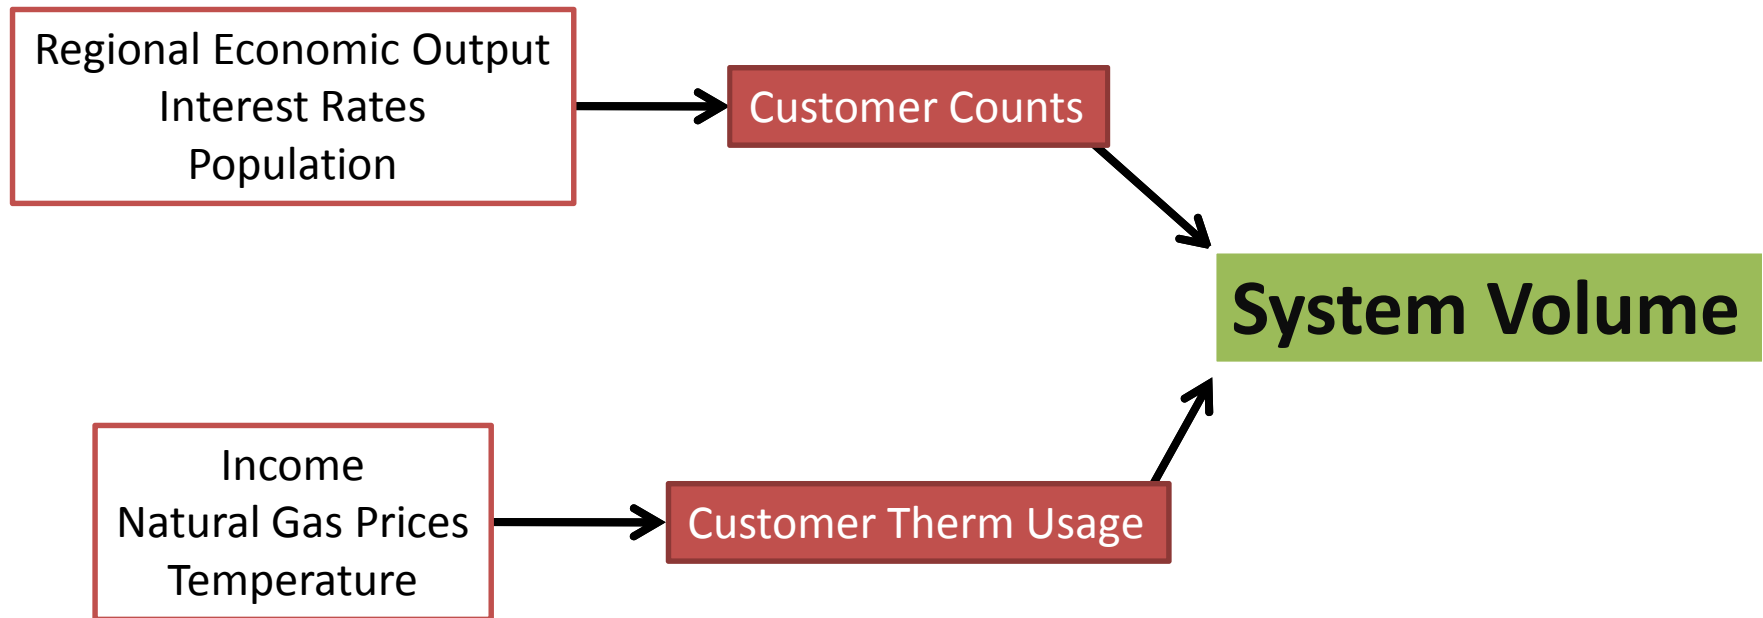 Regional Economic Output
Interest Rates
Population
Customer Counts
System Volume
Income
Natural Gas Prices
Temperature
Customer Therm Usage